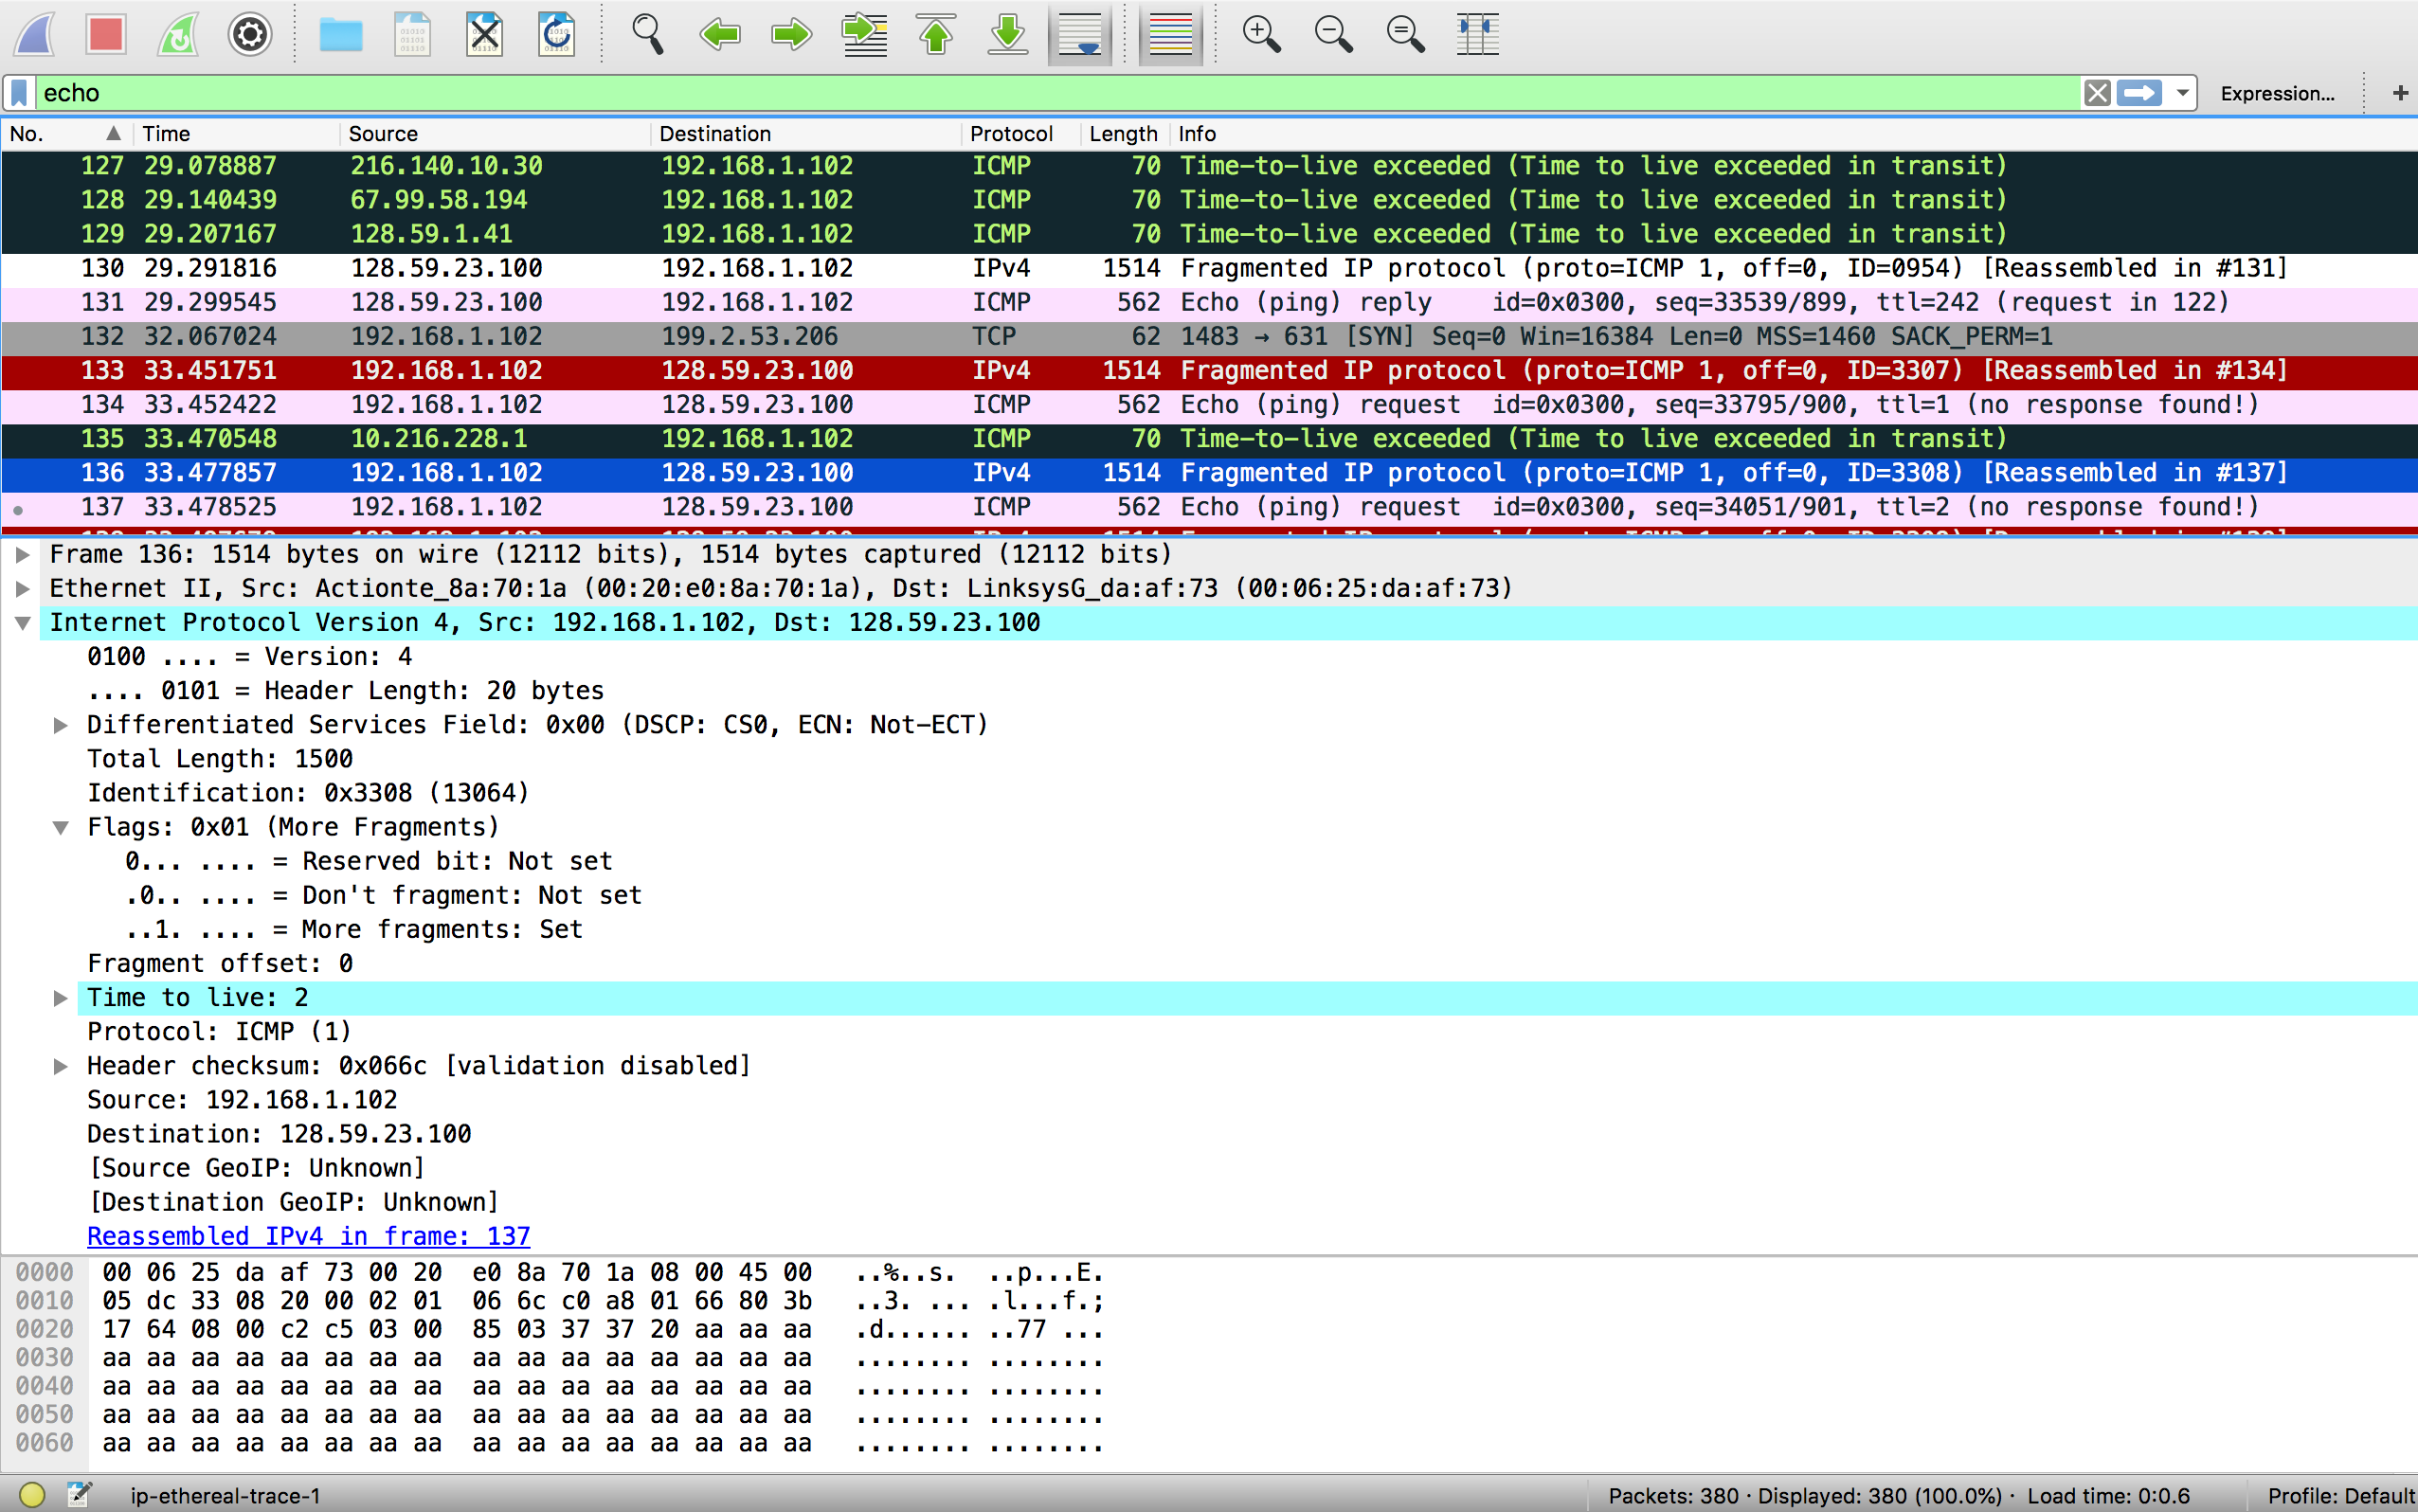 echo Expression... +
No. Time Source Destination Protocol Length Info
127 29.078887 216.140.10.30 192.168.1.102 ICMP 70 Time-to-live exceeded (Time to live exceeded in transit)
128 29.140439 67.99.58.194 192.168.1.102 ICMP 70 Time-to-live exceeded (Time to live exceeded in transit)
129 29.207167 128.59.1.41 192.168.1.102 ICMP 70 Time-to-live exceeded (Time to live exceeded in transit)
130 29.291816 128.59.23.100 192.168.1.102 IPv4 1514 Fragmented IP protocol (proto=ICMP 1, off=0, ID=0954) [Reassembled in #131]
131 29.299545 128.59.23.100 192.168.1.102 ICMP 562 Echo (ping) reply id=0x0300, seq=33539/899, ttl=242 (request in 122)
132 32.067024 192.168.1.102 199.2.53.206 TCP 62 1483 → 631 [SYN] Seq=0 Win=16384 Len=0 MSS=1460 SACK_PERM=1
133 33.451751 192.168.1.102 128.59.23.100 IPv4 1514 Fragmented IP protocol (proto=ICMP 1, off=0, ID=3307) [Reassembled in #134]
134 33.452422 192.168.1.102 128.59.23.100 ICMP 562 Echo (ping) request id=0x0300, seq=33795/900, ttl=1 (no response found!)
135 33.470548 10.216.228.1 192.168.1.102 ICMP 70 Time-to-live exceeded (Time to live exceeded in transit)
136 33.477857 192.168.1.102 128.59.23.100 IPv4 1514 Fragmented IP protocol (proto=ICMP 1, off=0, ID=3308) [Reassembled in #137]
137 33.478525 192.168.1.102 128.59.23.100 ICMP 562 Echo (ping) request id=0x0300, seq=34051/901, ttl=2 (no response found!)
Frame 136: 1514 bytes on wire (12112 bits), 1514 bytes captured (12112 bits)
Ethernet II, Src: Actionte_8a:70:1a (00:20:e0:8a:70:1a), Dst: LinksysG_da:af:73 (00:06:25:da:af:73)
Internet Protocol Version 4, Src: 192.168.1.102, Dst: 128.59.23.100
0100 .... = Version: 4
.... 0101 = Header Length: 20 bytes
Differentiated Services Field: 0x00 (DSCP: CS0, ECN: Not-ECT)
Total Length: 1500
Identification: 0x3308 (13064)
Flags: 0x01 (More Fragments)
0... .... = Reserved bit: Not set
.0.. .... = Don't fragment: Not set
..1. .... = More fragments: Set
Fragment offset: 0
Time to live: 2
Protocol: ICMP (1)
Header checksum: 0x066c [validation disabled]
Source: 192.168.1.102
Destination: 128.59.23.100
[Source GeoIP: Unknown]
[Destination GeoIP: Unknown]
Reassembled IPv4 in frame: 137
0000 00 06 25 da af 73 00 20 e0 8a 70 1a 08 00 45 00 ..%..s. ..p...E.
0010 05 dc 33 08 20 00 02 01 06 6c c0 a8 01 66 80 3b ..3. ... .l...f.;
0020 17 64 08 00 c2 c5 03 00 85 03 37 37 20 aa aa aa .d...... ..77 ...
0030 aa aa aa aa aa aa aa aa aa aa aa aa aa aa aa aa ........ ........
0040 aa aa aa aa aa aa aa aa aa aa aa aa aa aa aa aa ........ ........
0050 aa aa aa aa aa aa aa aa aa aa aa aa aa aa aa aa ........ ........
0060 aa aa aa aa aa aa aa aa aa aa aa aa aa aa aa aa ........ ........
ip-ethereal-trace-1 Packets: 380 · Displayed: 380 (100.0%) · Load time: 0:0.6 Profile: Default